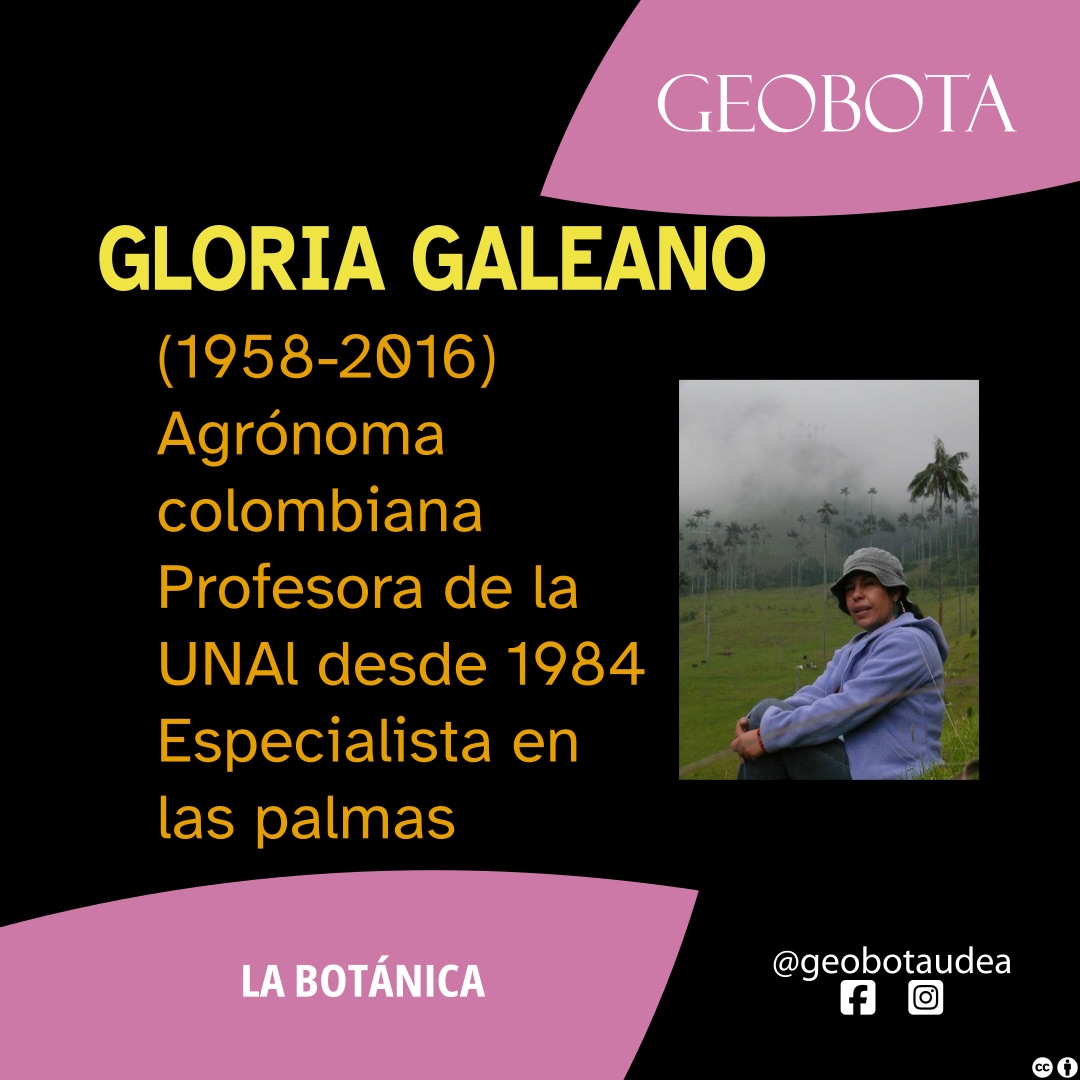 GEOBOTA
GLORIA GALEANO
(1958-2016)
Agrónoma
colombiana
Profesora de la
UNAl desde 1984
Especialista en
las palmas
LA BOTÁNICA
@geobotaudea
cc